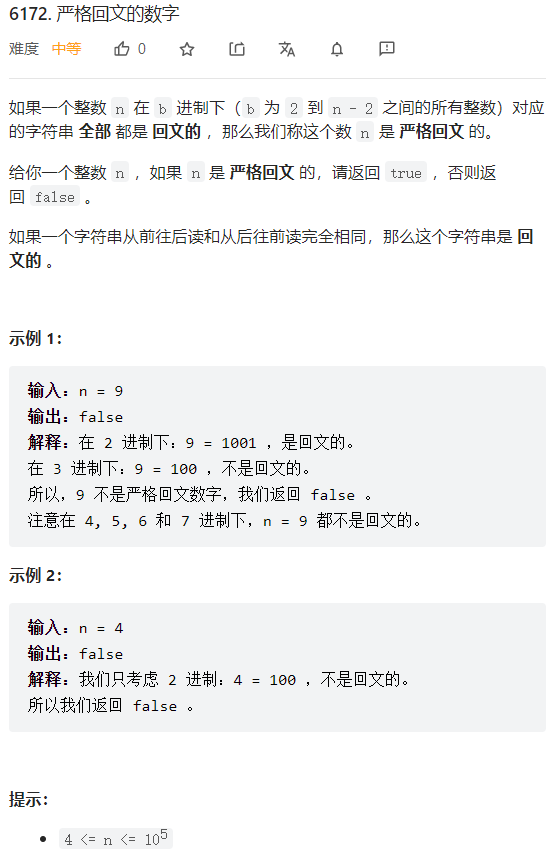 6172. 严格回文的数字
难度 中等 0
如果一个整数 n 在 b 进制下（b 为 2 到 n - 2 之间的所有整数）对应
的字符串 全部 都是 回文的 ，那么我们称这个数 n 是 严格回文 的。
给你一个整数 n ，如果 n 是 严格回文 的，请返回 true ，否则返
回 false 。
如果一个字符串从前往后读和从后往前读完全相同，那么这个字符串是 回
文的 。
示例 1：
输入：n = 9
输出：false
解释：在 2 进制下：9 = 1001 ，是回文的。
在 3 进制下：9 = 100 ，不是回文的。
所以，9 不是严格回文数字，我们返回 false 。
注意在 4, 5, 6 和 7 进制下，n = 9 都不是回文的。
示例 2：
输入：n = 4
输出：false
解释：我们只考虑 2 进制：4 = 100 ，不是回文的。
所以我们返回 false 。
提示：
• 4 <= n <= 10⁵